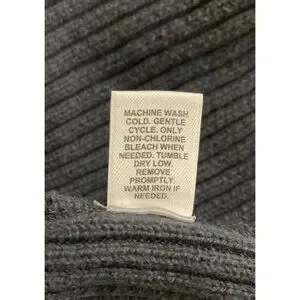 MACHINE WASH
COLD. GENTLE
CYCLE. ONLY
NON-CHLORINE
BLEACH WHEN
NEEDED. TUMBLE
DRY LOW.
REMOVE
PROMPTLY.
WARM IRON IF
NEEDED.